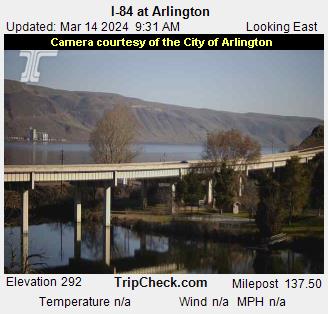 I-84 at Arlington
Updated: Mar 14 2024 9:31 AM Looking East
Camera courtesy of the City of Arlington
Elevation 292 TripCheck.com Milepost 137.50
Temperature n/a Wind n/a MPH n/a